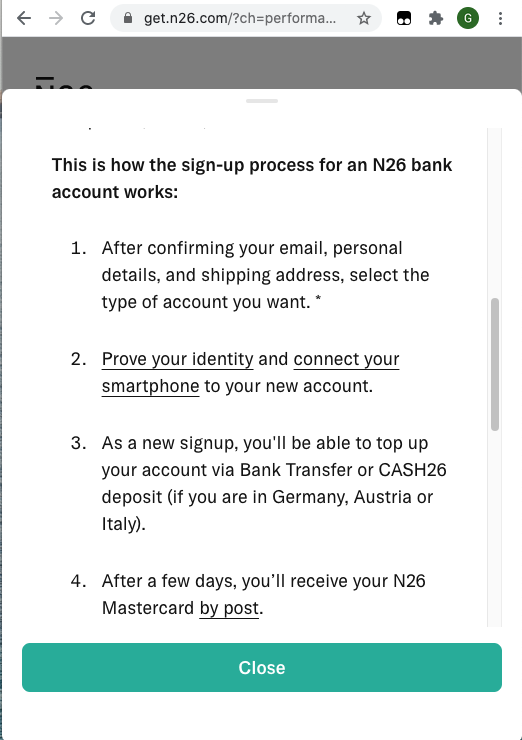 get.n26.com/?ch=performa...
G
This is how the sign-up process for an N26 bank
account works:
1. After confirming your email, personal
details, and shipping address, select the
type of account you want. *
2. Prove your identity and connect your
smartphone to your new account.
3. As a new signup, you'll be able to top up
your account via Bank Transfer or CASH26
deposit (if you are in Germany, Austria or
Italy).
4. After a few days, you’ll receive your N26
Mastercard by post.
Close